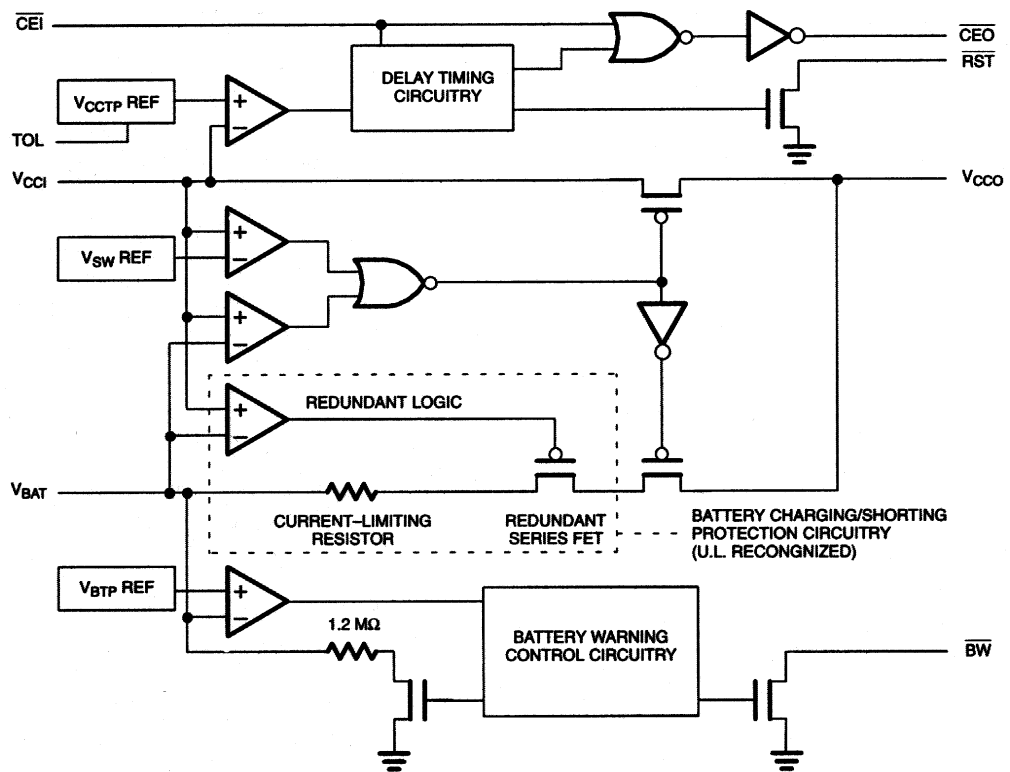 CEI
CEO
DELAY TIMING
CIRCUITRY
RST
VCCTP REF
+
−
TOL
VCCI
VCCO
+
−
VSW REF
+
−
REDUNDANT LOGIC
+
−
VBAT
CURRENT–LIMITING
RESISTOR
REDUNDANT
SERIES FET
BATTERY CHARGING/SHORTING
PROTECTION CIRCUITRY
(U.L. RECONGNIZED)
VBTP REF
+
−
1.2 MΩ
BATTERY WARNING
CONTROL CIRCUITRY
BW